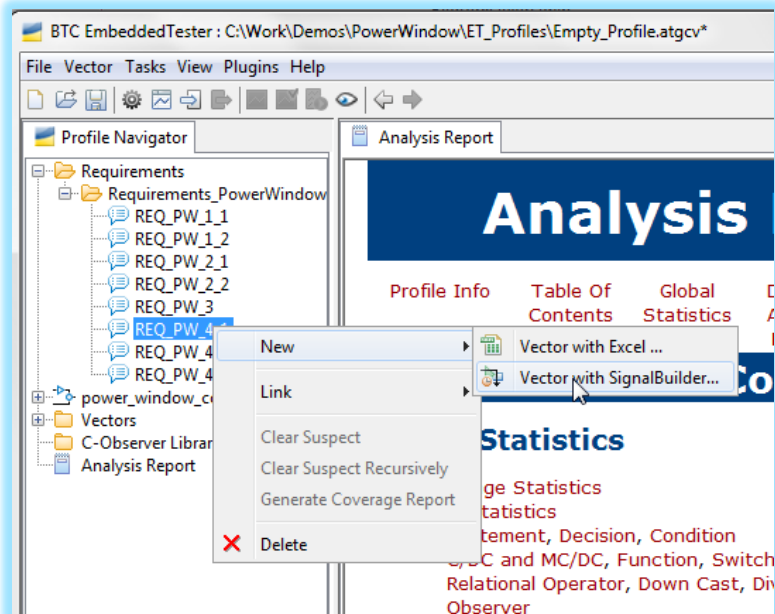 BTC EmbeddedTester : C:\Work\Demos\PowerWindow\ET_Profiles\Empty_Profile.atgcv*
File Vector Tasks View Plugins Help
Profile Navigator
Analysis Report
Requirements
Requirements_PowerWindow
REQ_PW_1_1
REQ_PW_1_2
REQ_PW_2_1
REQ_PW_2_2
REQ_PW_3
REQ_PW_4_1
REQ_PW_4
REQ_PW_4
power_window_c
Vectors
C-Observer Librar
Analysis Report
New
Link
Clear Suspect
Clear Suspect Recursively
Generate Coverage Report
Delete
Vector with Excel ...
Vector with SignalBuilder...
Analysis
Profile Info
Table Of
Contents
Global
Statistics
Statistics
ge Statistics
tatistics
tement, Decision, Condition
C/DC and MC/DC, Function, Switch
Relational Operator, Down Cast, Div
Observer